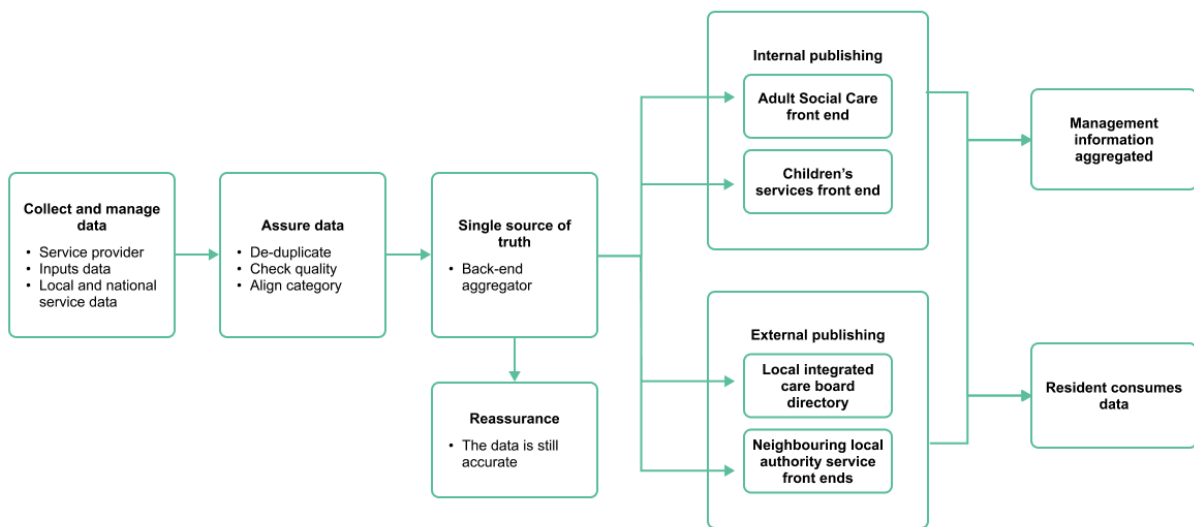 Collect and manage
data
• Service provider
• Inputs data
• Local and national
service data
Assure data
• De-duplicate
• Check quality
• Align category
Single source of
truth
• Back-end
aggregator
Reassurance
• The data is still
accurate
Internal publishing
Adult Social Care
front end
Children’s
services front end
External publishing
Local integrated
care board
directory
Neighbouring local
authority service
front ends
Management
information
aggregated
Resident consumes
data